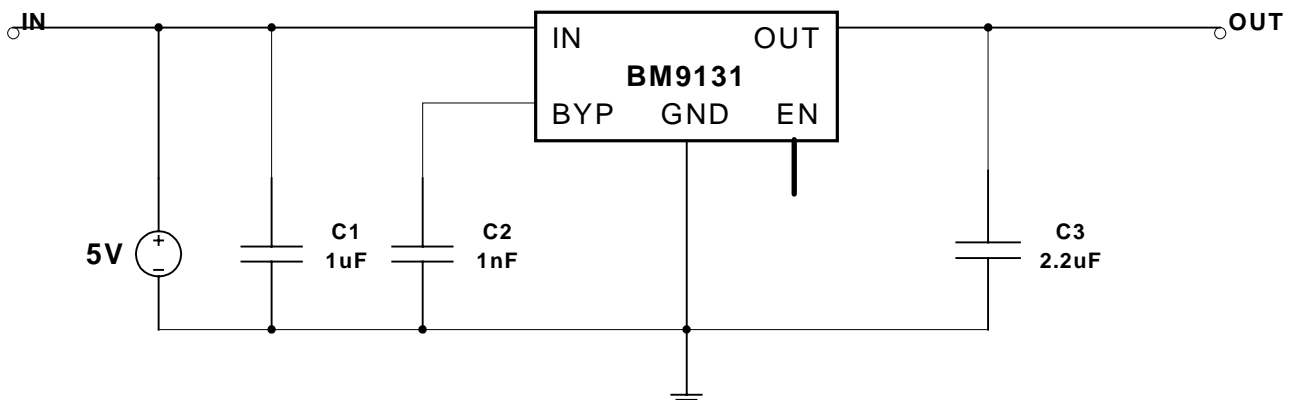 IN
OUT
IN OUT
BM9131
BYP GND EN
5V
+
−
C1
1uF
C2
1nF
C3
2.2uF